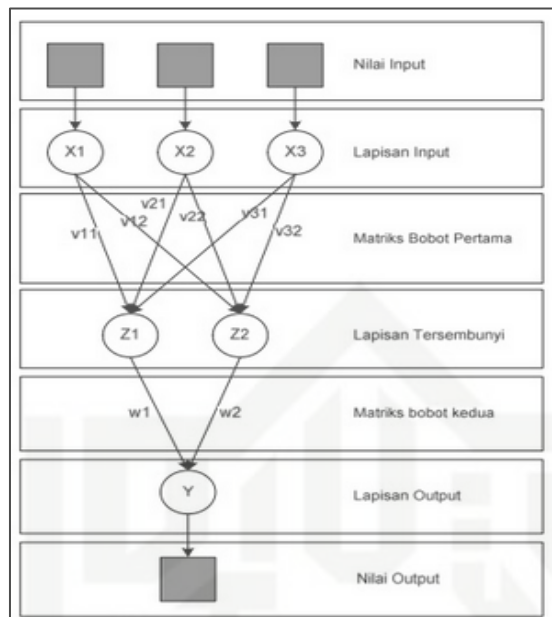 Nilai Input
X1 X2 X3 Lapisan Input
v11 v12 v21 v22 v31 v32 Matriks Bobot Pertama
Z1 Z2 Lapisan Tersembunyi
w1 w2 Matriks bobot kedua
Y Lapisan Output
Nilai Output